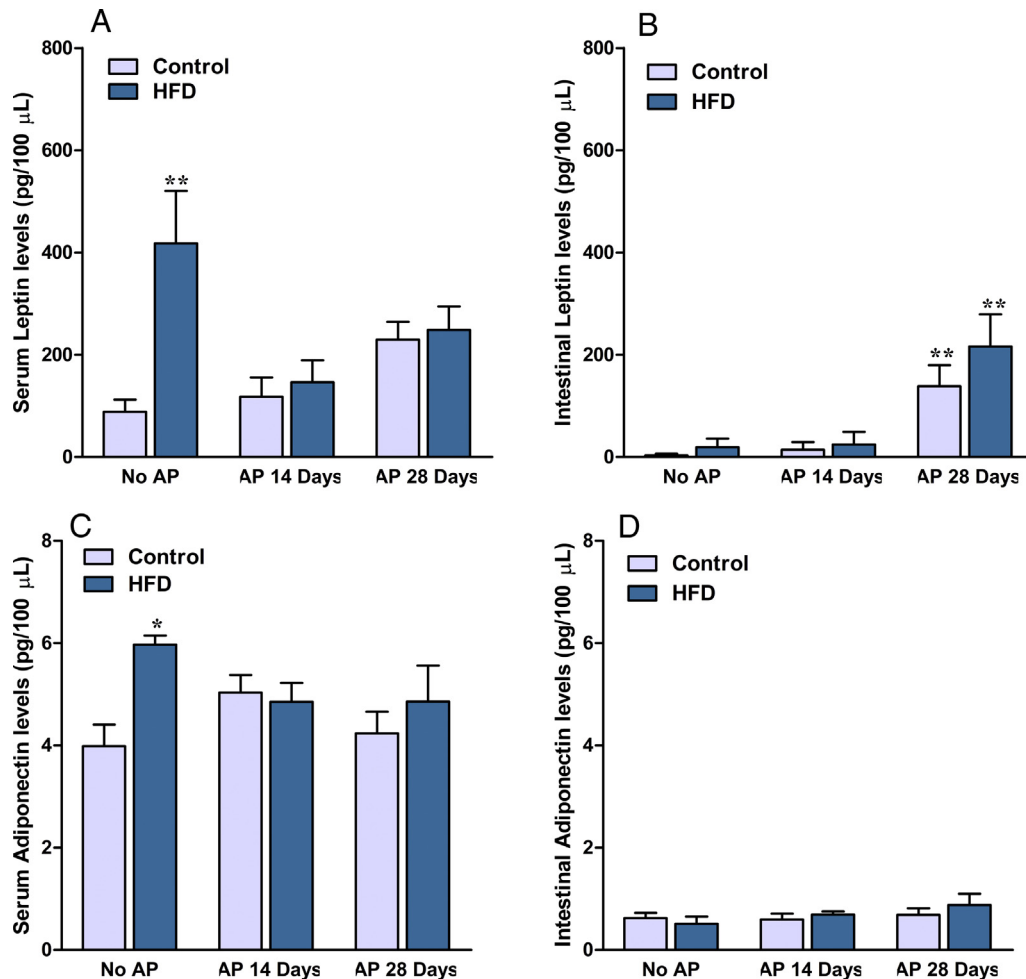 A
Serum Leptin levels (pg/100 μL)
800
600
400
200
0
Control
HFD
**
No AP
AP 14 Days
AP 28 Days
B
Intestinal Leptin levels (pg/100 μL)
800
600
400
200
0
Control
HFD
**
**
No AP
AP 14 Days
AP 28 Days
C
Serum Adiponectin levels (pg/100 μL)
8
6
4
2
0
Control
HFD
*
No AP
AP 14 Days
AP 28 Days
D
Intestinal Adiponectin levels (pg/100 μL)
8
6
4
2
0
Control
HFD
No AP
AP 14 Days
AP 28 Days